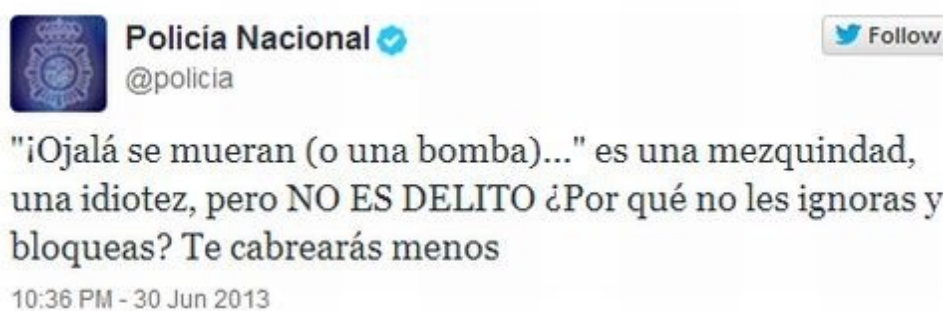 Policía Nacional
@policia
Follow
"¡Ojalá se mueran (o una bomba)..." es una mezquindad,
una idiotez, pero NO ES DELITO ¿Por qué no les ignoras y
bloqueas? Te cabrearás menos
10:36 PM - 30 Jun 2013